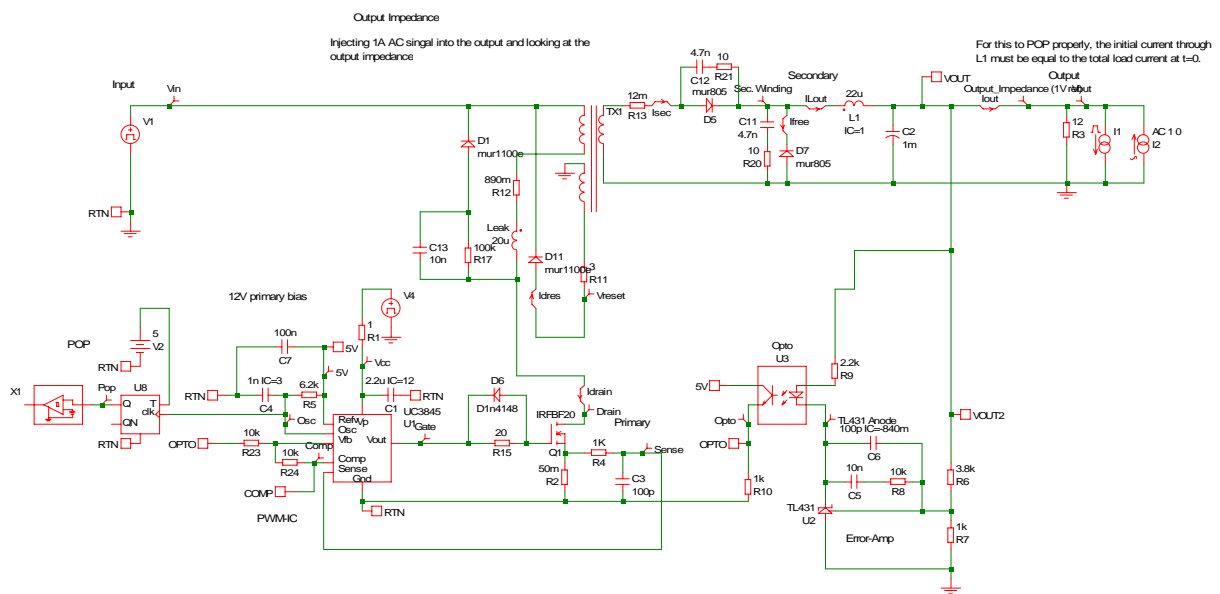 Output Impedance
Injecting 1A AC singal into the output and looking at the
output impedance
For this to POP properly, the initial current through
L1 must be equal to the total load current at t=0.
Input
Vin
V1
RTN
D1
mur1100e
890m
R12
Leak
20u
C13
10n
100k
R17
D11
mur1100e
Idres
3
R11
Vreset
TX1
12m
R13
Isec
4.7n
C12
10
R21
mur805
D5
Sec. Winding
C11
4.7n
10
R20
Secondary
Ifree
D7
mur805
ILout
22u
L1
IC=1
C2
1m
VOUT
Output_Impedance (1V ref)
Iout
Output
Vout
12
R3
I1
AC 1 0
I2
12V primary bias
V4
1
R1
Vcc
2.2u IC=12
C1
RTN
UC3845
U1
100n
C7
5V
5V
RTN
1n IC=3
C4
6.2k
R5
Osc
POP
5
V2
RTN
X1
Pop
U8
Q
T
clk
QN
RTN
OPTO
10k
R23
10k
R24
Comp
COMP
PWM-IC
Ref
Vp
Osc
Vfb
Vout
Comp
Sense
Gnd
RTN
Gate
D6
D1n4148
20
R15
IRFBF20
Q1
Idrain
Drain
Primary
1K
R4
Sense
50m
R2
C3
100p
Opto
U3
5V
Opto
OPTO
1k
R10
2.2k
R9
TL431 Anode
100p IC=-840m
C6
10n
C5
10k
R8
TL431
U2
Error-Amp
VOUT2
3.8k
R6
1k
R7